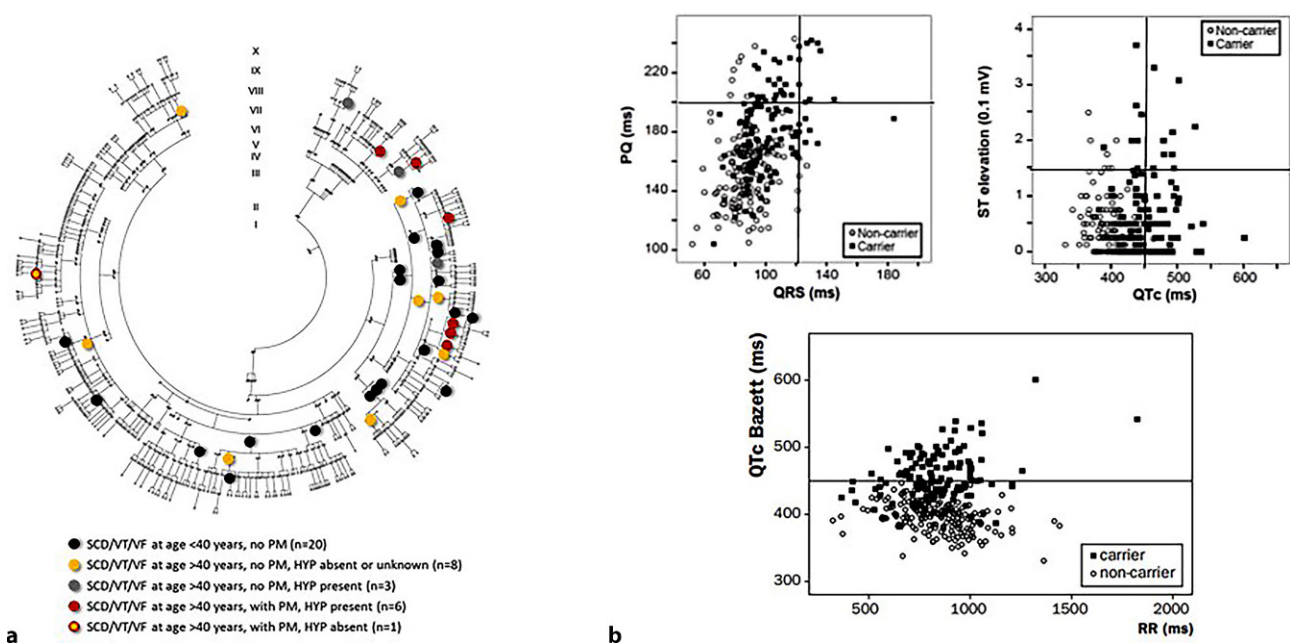 X
IX
VIII
VII
VI
V
IV
III
II
I
SCD/VT/VF at age <40 years, no PM (n=20)
SCD/VT/VF at age >40 years, no PM, HYP absent or unknown (n=8)
SCD/VT/VF at age >40 years, no PM, HYP present (n=3)
SCD/VT/VF at age >40 years, with PM, HYP present (n=6)
SCD/VT/VF at age >40 years, with PM, HYP absent (n=1)
a
PQ (ms)
220
180
140
100
60
100
140
180
QRS (ms)
Non-carrier
Carrier
ST elevation (0.1 mV)
4
3
2
1
0
300
400
500
600
QTc (ms)
Non-carrier
Carrier
QTc Bazett (ms)
600
500
400
300
500
1000
1500
2000
RR (ms)
carrier
non-carrier
b